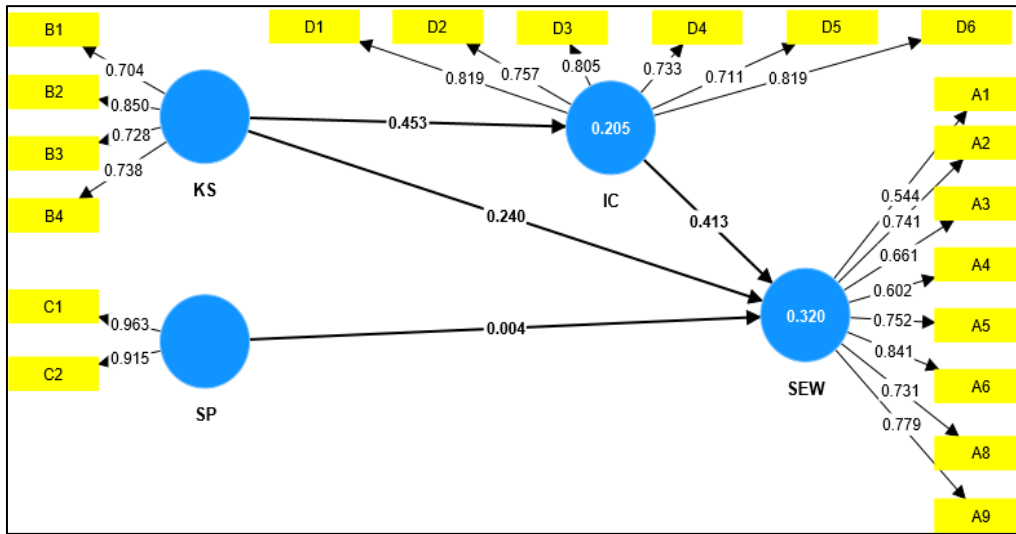 B1
D1
D2
D3
D4
D5
D6
0.704
0.819
0.757
0.805
0.733
0.711
0.819
B2
0.850
A1
B3
0.728
0.453
0.205
A2
0.738
KS
IC
0.544
B4
0.240
0.413
0.741
A3
0.661
A4
0.602
C1
0.963
0.004
0.320
0.752
A5
C2
0.915
0.841
A6
SP
SEW
0.731
0.779
A8
A9